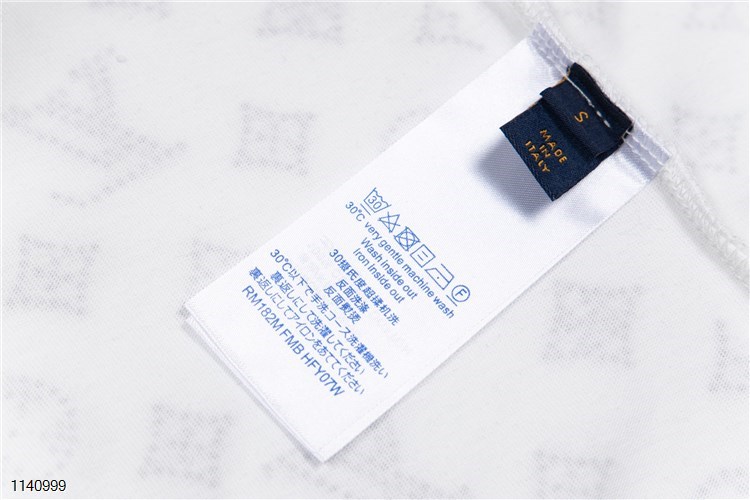 S
MADE
IN
ITALY
30
P
30°C very gentle machine wash
Wash inside out
Iron inside out
30摄氏度超揉机洗
反面洗涤
反面熨烫
30°C以下で手洗コース洗濯機洗い
裏返しにして洗濯してください
裏返しにしてアイロンをあててください
RM182M FMB HFY07W
1140999